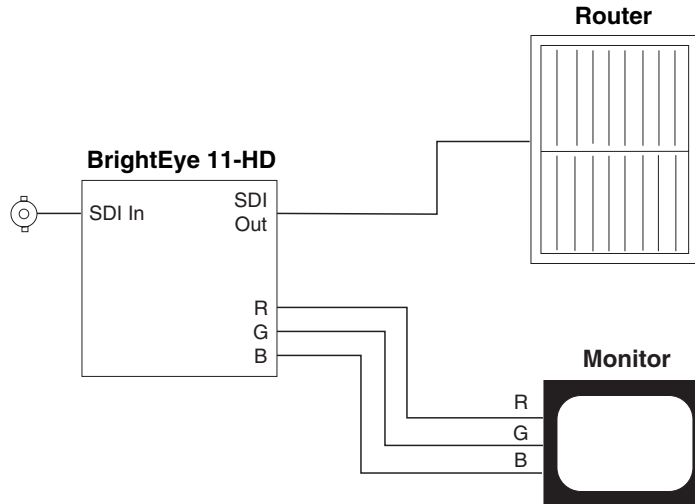 Router
BrightEye 11-HD
SDI In
SDI
Out
R
G
B
Monitor
R
G
B